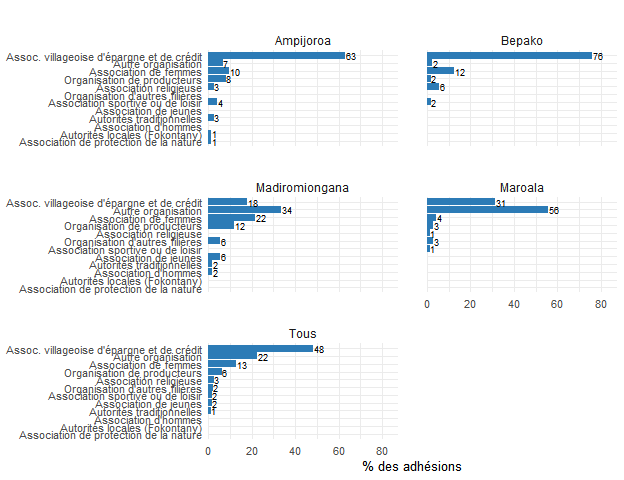 Ampijoroa
Bepako
Assoc. villageoise d'épargne et de crédit
Autre organisation
Association de femmes
Organisation de producteurs
Association religieuse
Organisation d'autres filières
Association sportive ou de loisir
Association de jeunes
Autorités traditionnelles
Association d'hommes
Autorités locales (Fokontany)
Association de protection de la nature
63
7
10
8
3
4
3
1
1
76
2
12
2
6
2
Madiromiongana
Maroala
Assoc. villageoise d'épargne et de crédit
Autre organisation
Association de femmes
Organisation de producteurs
Association religieuse
Organisation d'autres filières
Association sportive ou de loisir
Association de jeunes
Autorités traditionnelles
Association d'hommes
Autorités locales (Fokontany)
Association de protection de la nature
18
34
22
12
6
6
2
2
31
56
4
3
1
3
1
0 20 40 60 80
Tous
Assoc. villageoise d'épargne et de crédit
Autre organisation
Association de femmes
Organisation de producteurs
Association religieuse
Organisation d'autres filières
Association sportive ou de loisir
Association de jeunes
Autorités traditionnelles
Association d'hommes
Autorités locales (Fokontany)
Association de protection de la nature
48
22
13
6
3
2
2
2
1
0 20 40 60 80
% des adhésions